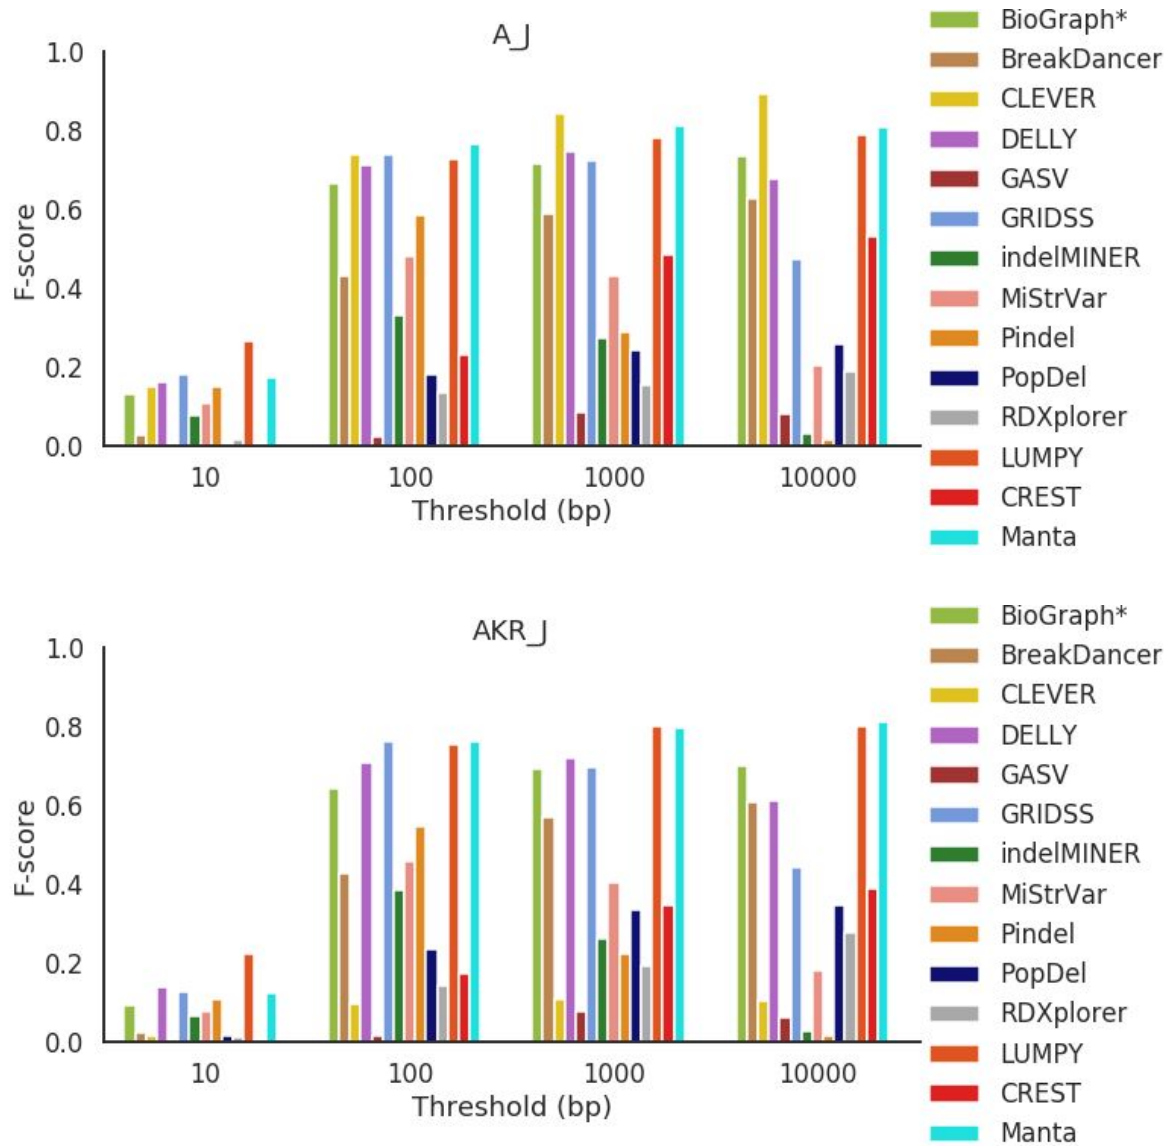 A_J
1.0
0.8
0.6
0.4
0.2
0.0
F-score
10 100 1000 10000
Threshold (bp)
BioGraph*
BreakDancer
CLEVER
DELLY
GASV
GRIDSS
indelMINER
MiStrVar
Pindel
PopDel
RDXplorer
LUMPY
CREST
Manta
AKR_J
1.0
0.8
0.6
0.4
0.2
0.0
F-score
10 100 1000 10000
Threshold (bp)
BioGraph*
BreakDancer
CLEVER
DELLY
GASV
GRIDSS
indelMINER
MiStrVar
Pindel
PopDel
RDXplorer
LUMPY
CREST
Manta